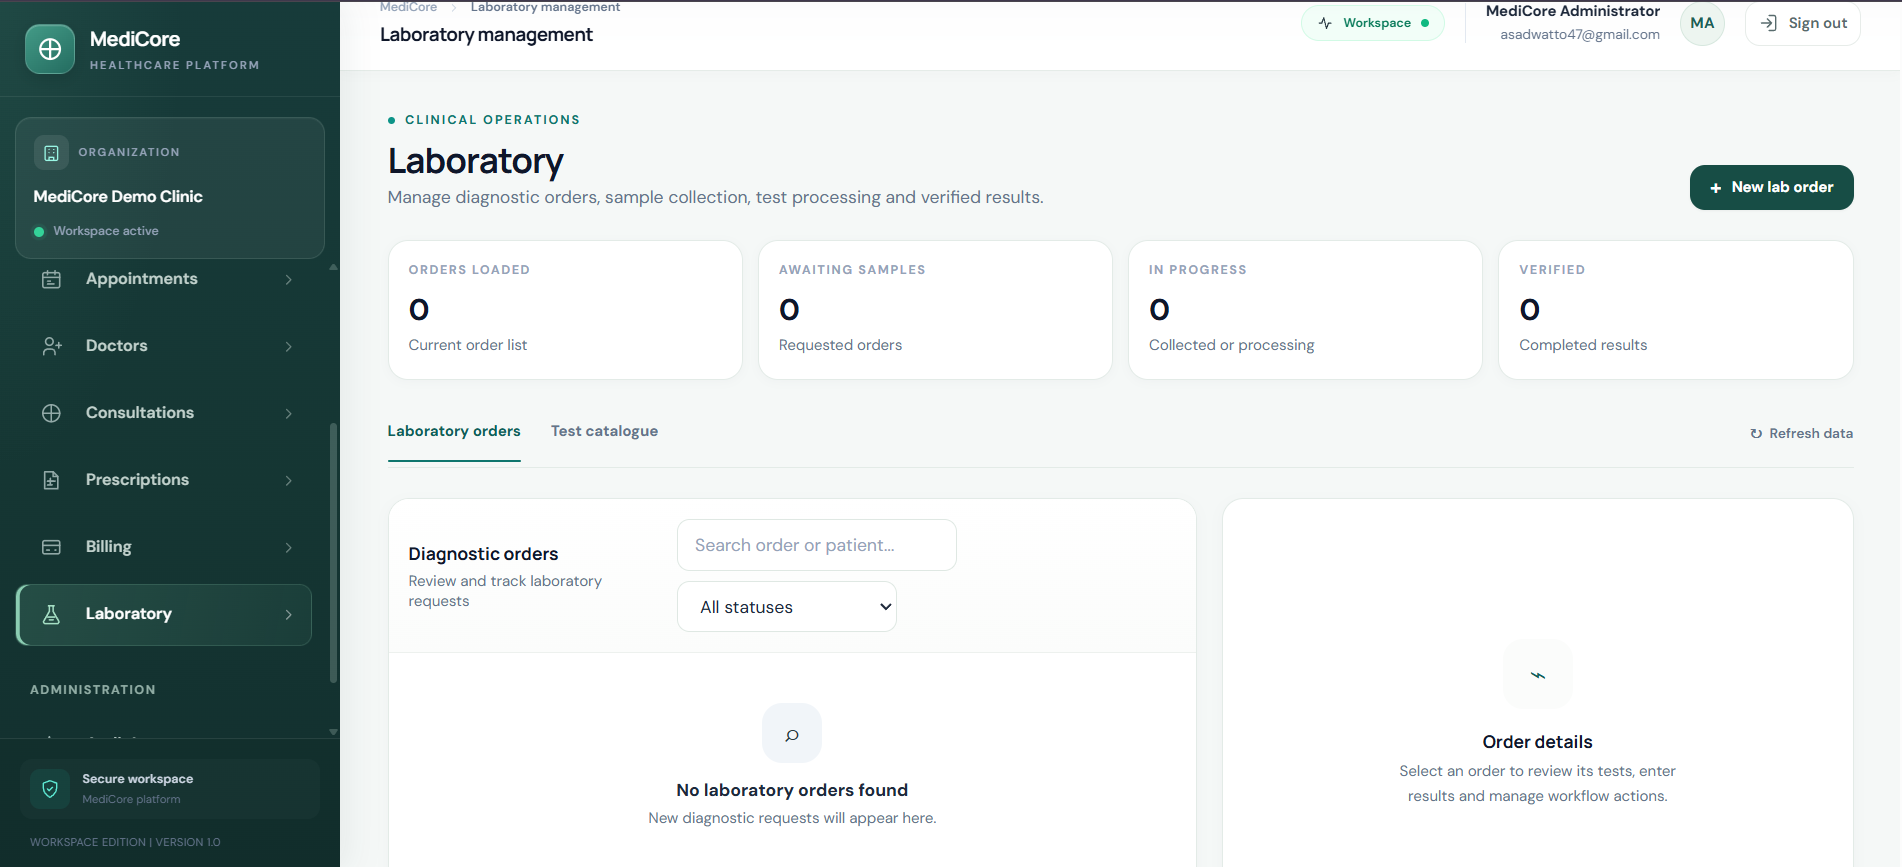 MediCore
HEALTHCARE PLATFORM
ORGANIZATION
MediCore Demo Clinic
Workspace active
Appointments
Doctors
Consultations
Prescriptions
Billing
Laboratory
ADMINISTRATION
Secure workspace
MediCore platform
WORKSPACE EDITION | VERSION 1.0
MediCore > Laboratory management
Laboratory management
Workspace
MediCore Administrator
asadwatto47@gmail.com
MA
Sign out
CLINICAL OPERATIONS
Laboratory
Manage diagnostic orders, sample collection, test processing and verified results.
+ New lab order
ORDERS LOADED
0
Current order list
AWAITING SAMPLES
0
Requested orders
IN PROGRESS
0
Collected or processing
VERIFIED
0
Completed results
Laboratory orders
Test catalogue
↻ Refresh data
Diagnostic orders
Review and track laboratory
requests
Search order or patient...
All statuses
No laboratory orders found
New diagnostic requests will appear here.
Order details
Select an order to review its tests, enter
results and manage workflow actions.